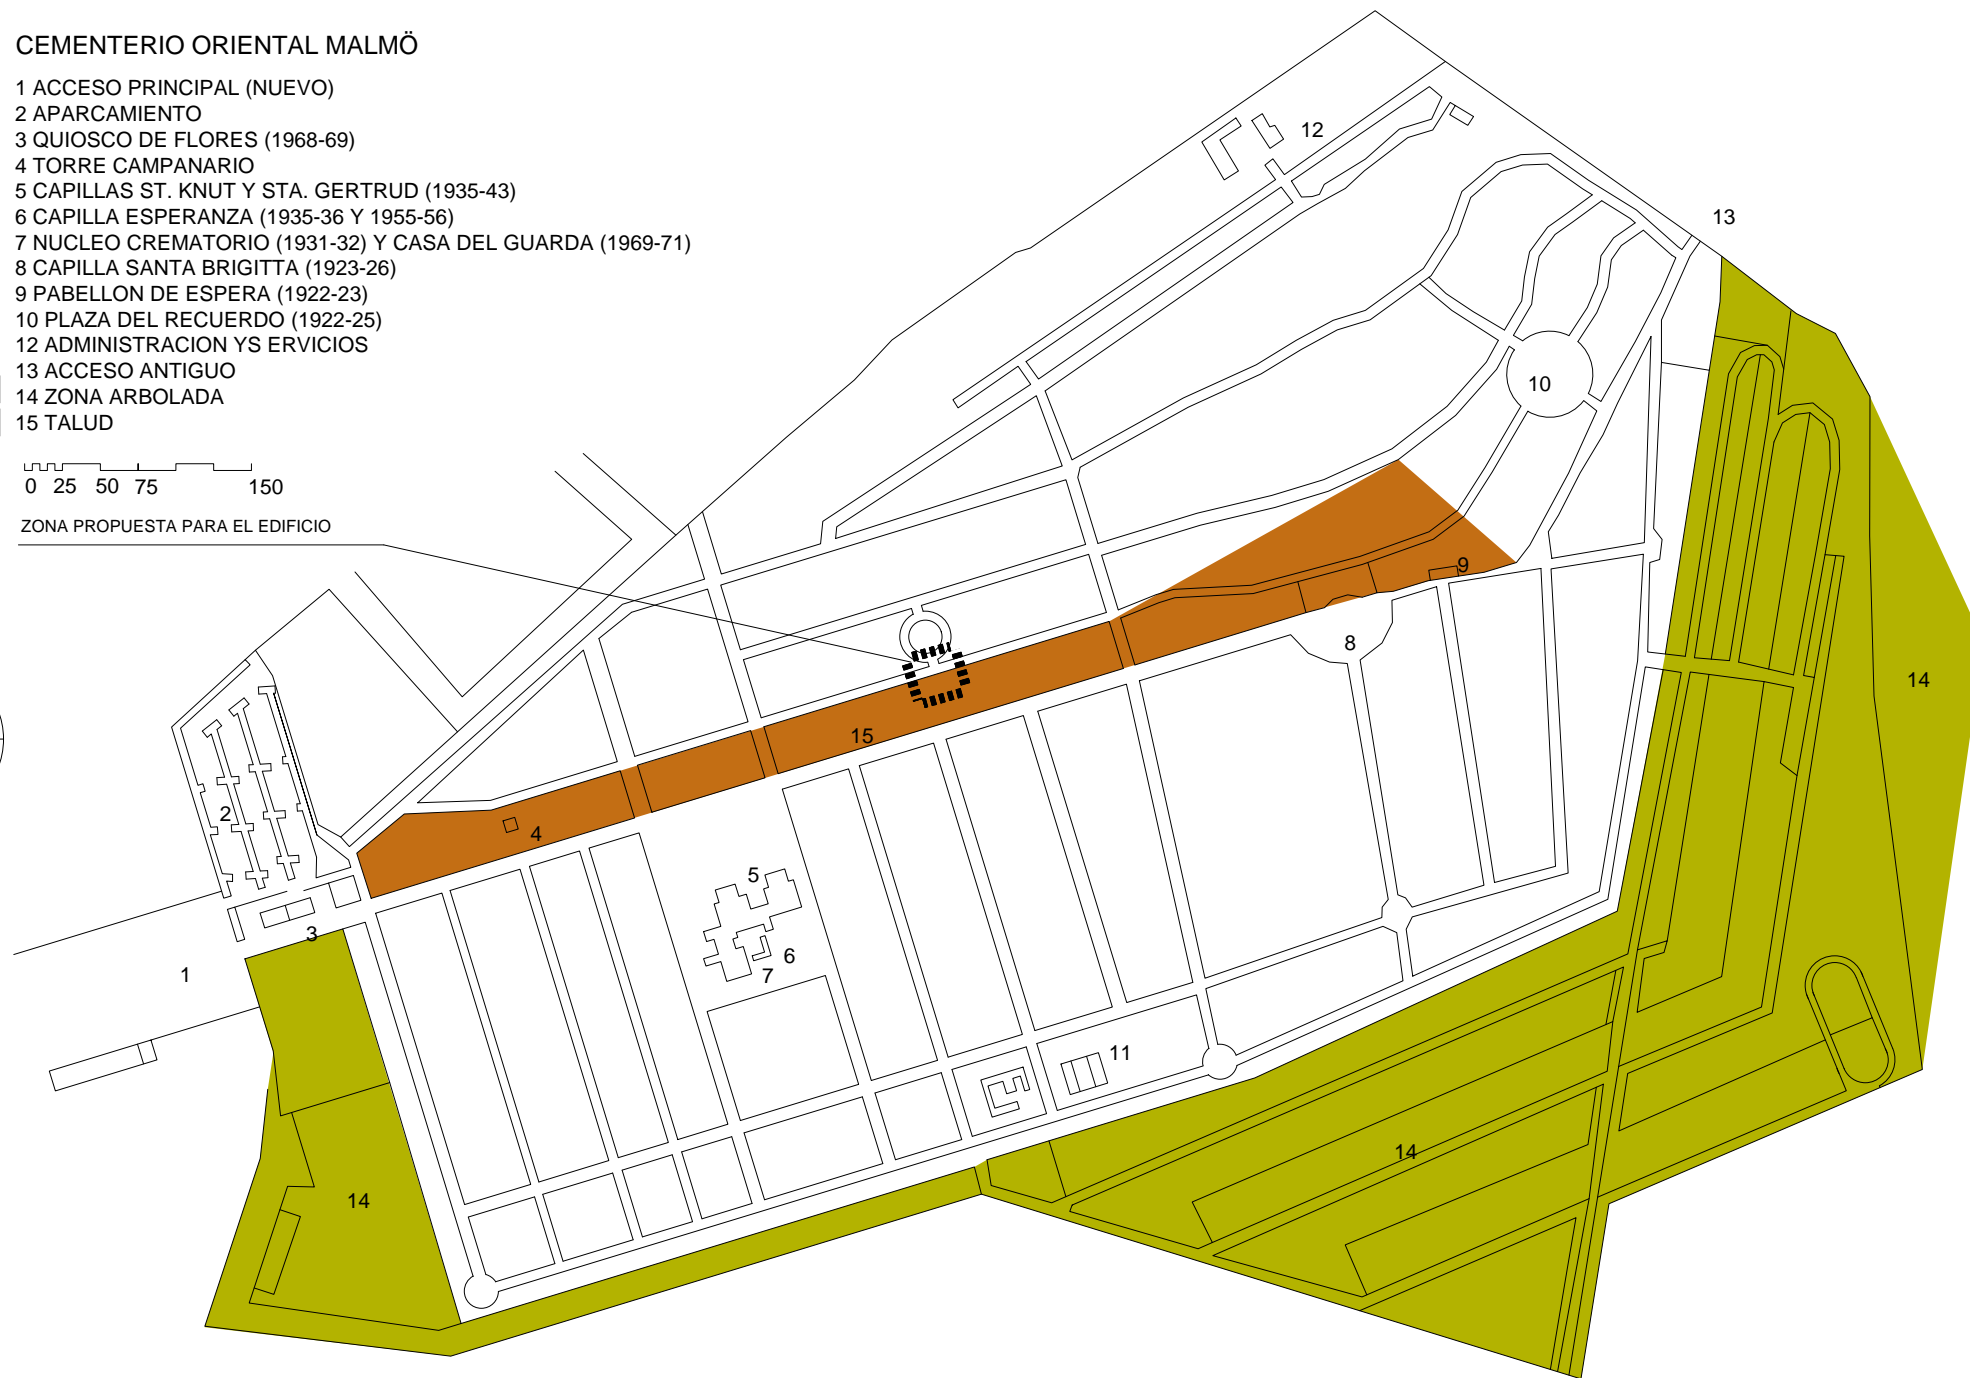 CEMENTERIO ORIENTAL MALMÖ
1 ACCESO PRINCIPAL (NUEVO)
2 APARCAMIENTO
3 QUIOSCO DE FLORES (1968-69)
4 TORRE CAMPANARIO
5 CAPILLAS ST. KNUT Y STA. GERTRUD (1935-43)
6 CAPILLA ESPERANZA (1935-36 Y 1955-56)
7 NUCLEO CREMATORIO (1931-32) Y CASA DEL GUARDA (1969-71)
8 CAPILLA SANTA BRIGITTA (1923-26)
9 PABELLON DE ESPERA (1922-23)
10 PLAZA DEL RECUERDO (1922-25)
12 ADMINISTRACION YS ERVICIOS
13 ACCESO ANTIGUO
14 ZONA ARBOLADA
15 TALUD
0 25 50 75 150
ZONA PROPUESTA PARA EL EDIFICIO
12
13
10
9
8
14
15
2
4
5
3
6
1
7
11
14
14